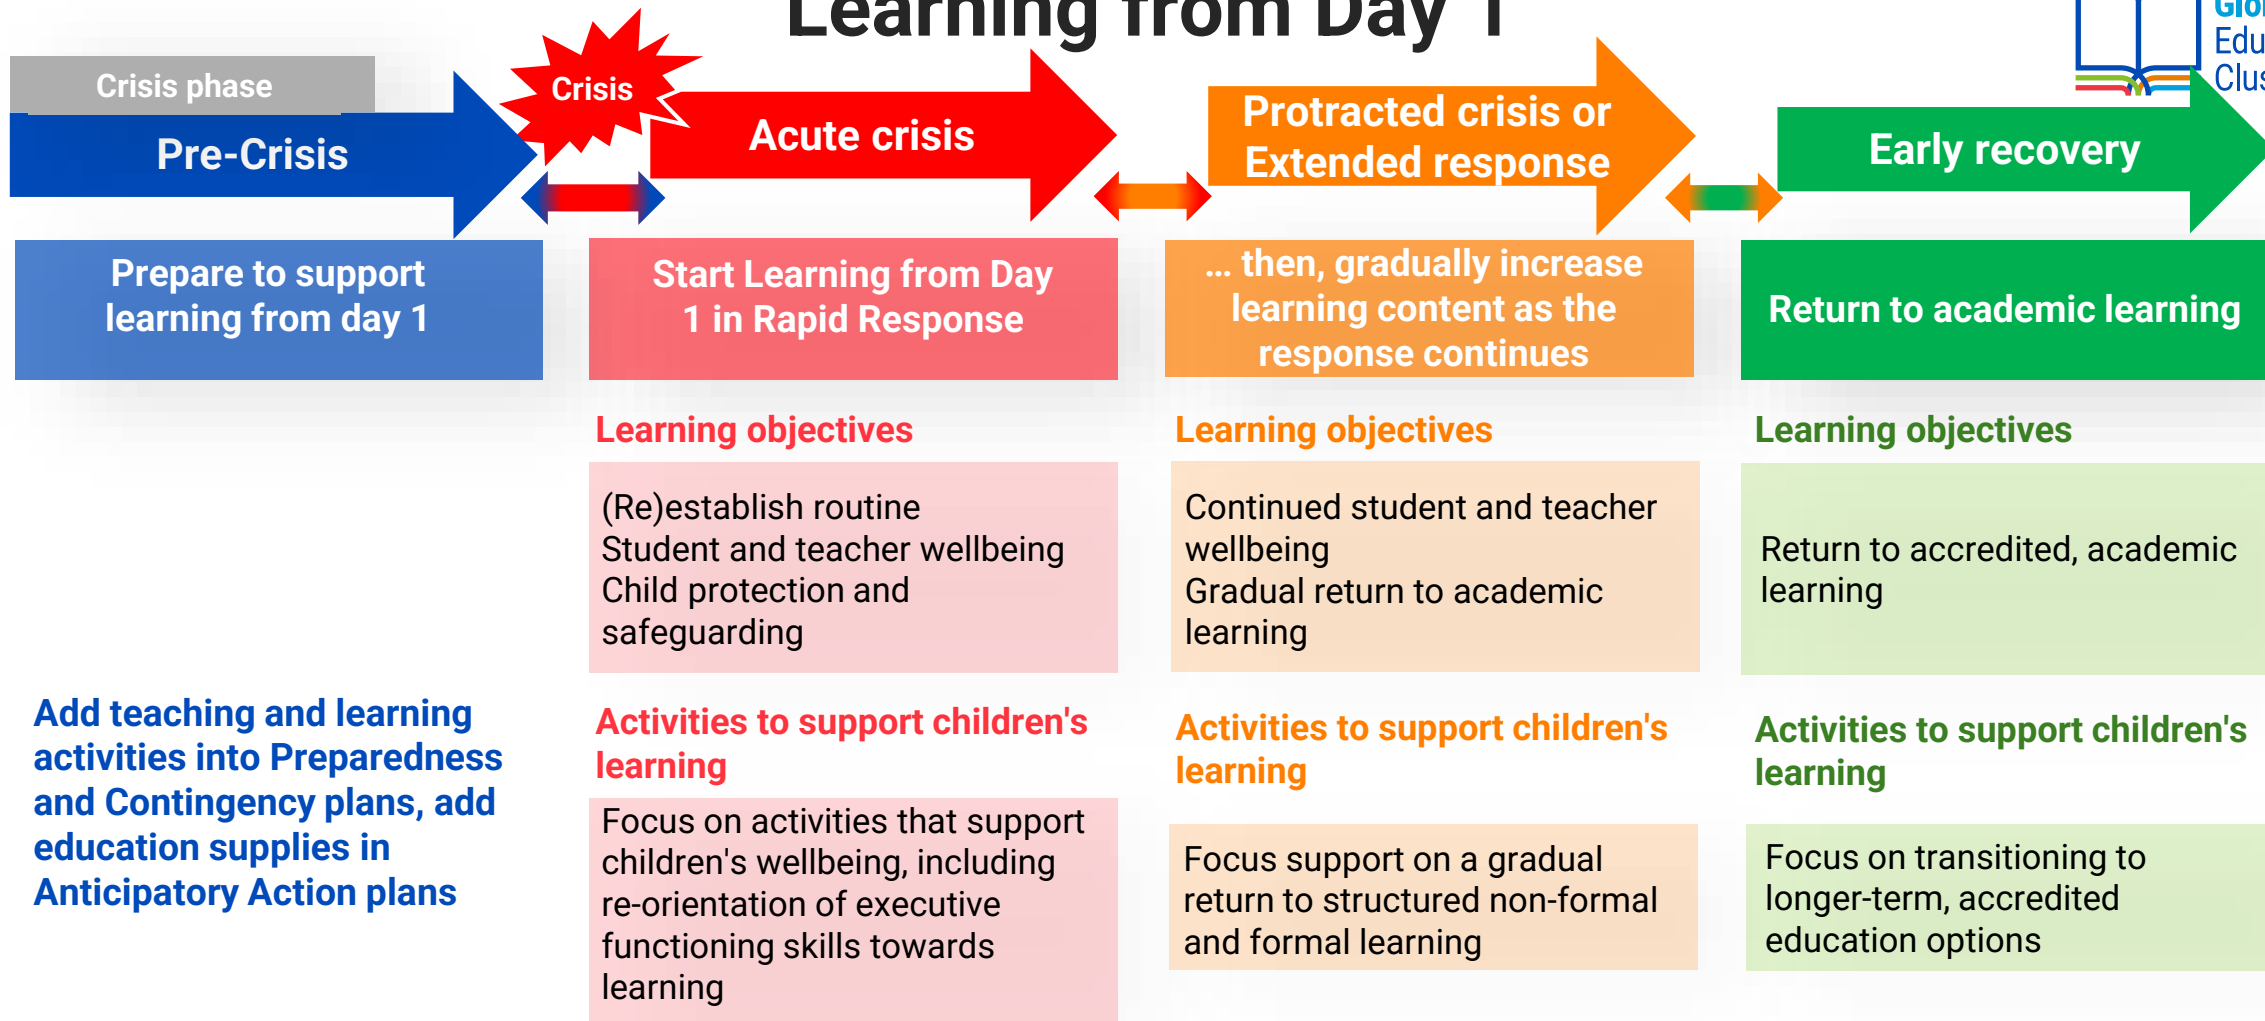 Learning from Day 1
Edu
Clus
Crisis phase
Crisis
Pre-Crisis
Acute crisis
Protracted crisis or
Extended response
Early recovery
Prepare to support
learning from day 1
Start Learning from Day
1 in Rapid Response
... then, gradually increase
learning content as the
response continues
Return to academic learning
Learning objectives
(Re)establish routine
Student and teacher wellbeing
Child protection and
safeguarding
Learning objectives
Continued student and teacher
wellbeing
Gradual return to academic
learning
Learning objectives
Return to accredited, academic
learning
Add teaching and learning
activities into Preparedness
and Contingency plans, add
education supplies in
Anticipatory Action plans
Activities to support children's
learning
Focus on activities that support
children's wellbeing, including
re-orientation of executive
functioning skills towards
learning
Activities to support children's
learning
Focus support on a gradual
return to structured non-formal
and formal learning
Activities to support children's
learning
Focus on transitioning to
longer-term, accredited
education options